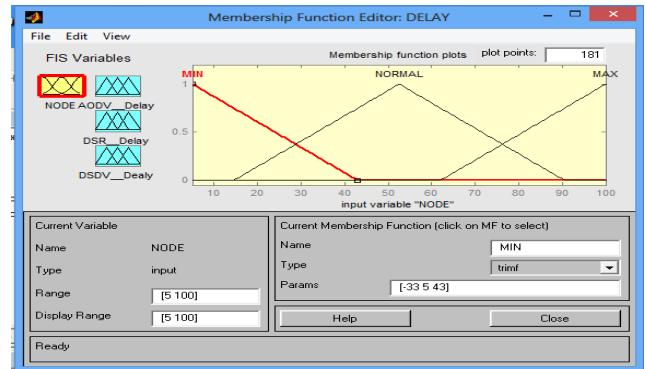 Membership Function Editor: DELAY
File Edit View
FIS Variables
Membership function plots plot points: 181
MIN NORMAL MAX
1
NODE AODV__Delay
0.5
DSR__Delay
DSDV__Dealy
0
10 20 30 40 50 60 70 80 90 100
input variable "NODE"
Current Variable
Name NODE
Type input
Range [5 100]
Display Range [5 100]
Current Membership Function (click on MF to select)
Name MIN
Type trimf
Params [-33 5 43]
Help Close
Ready